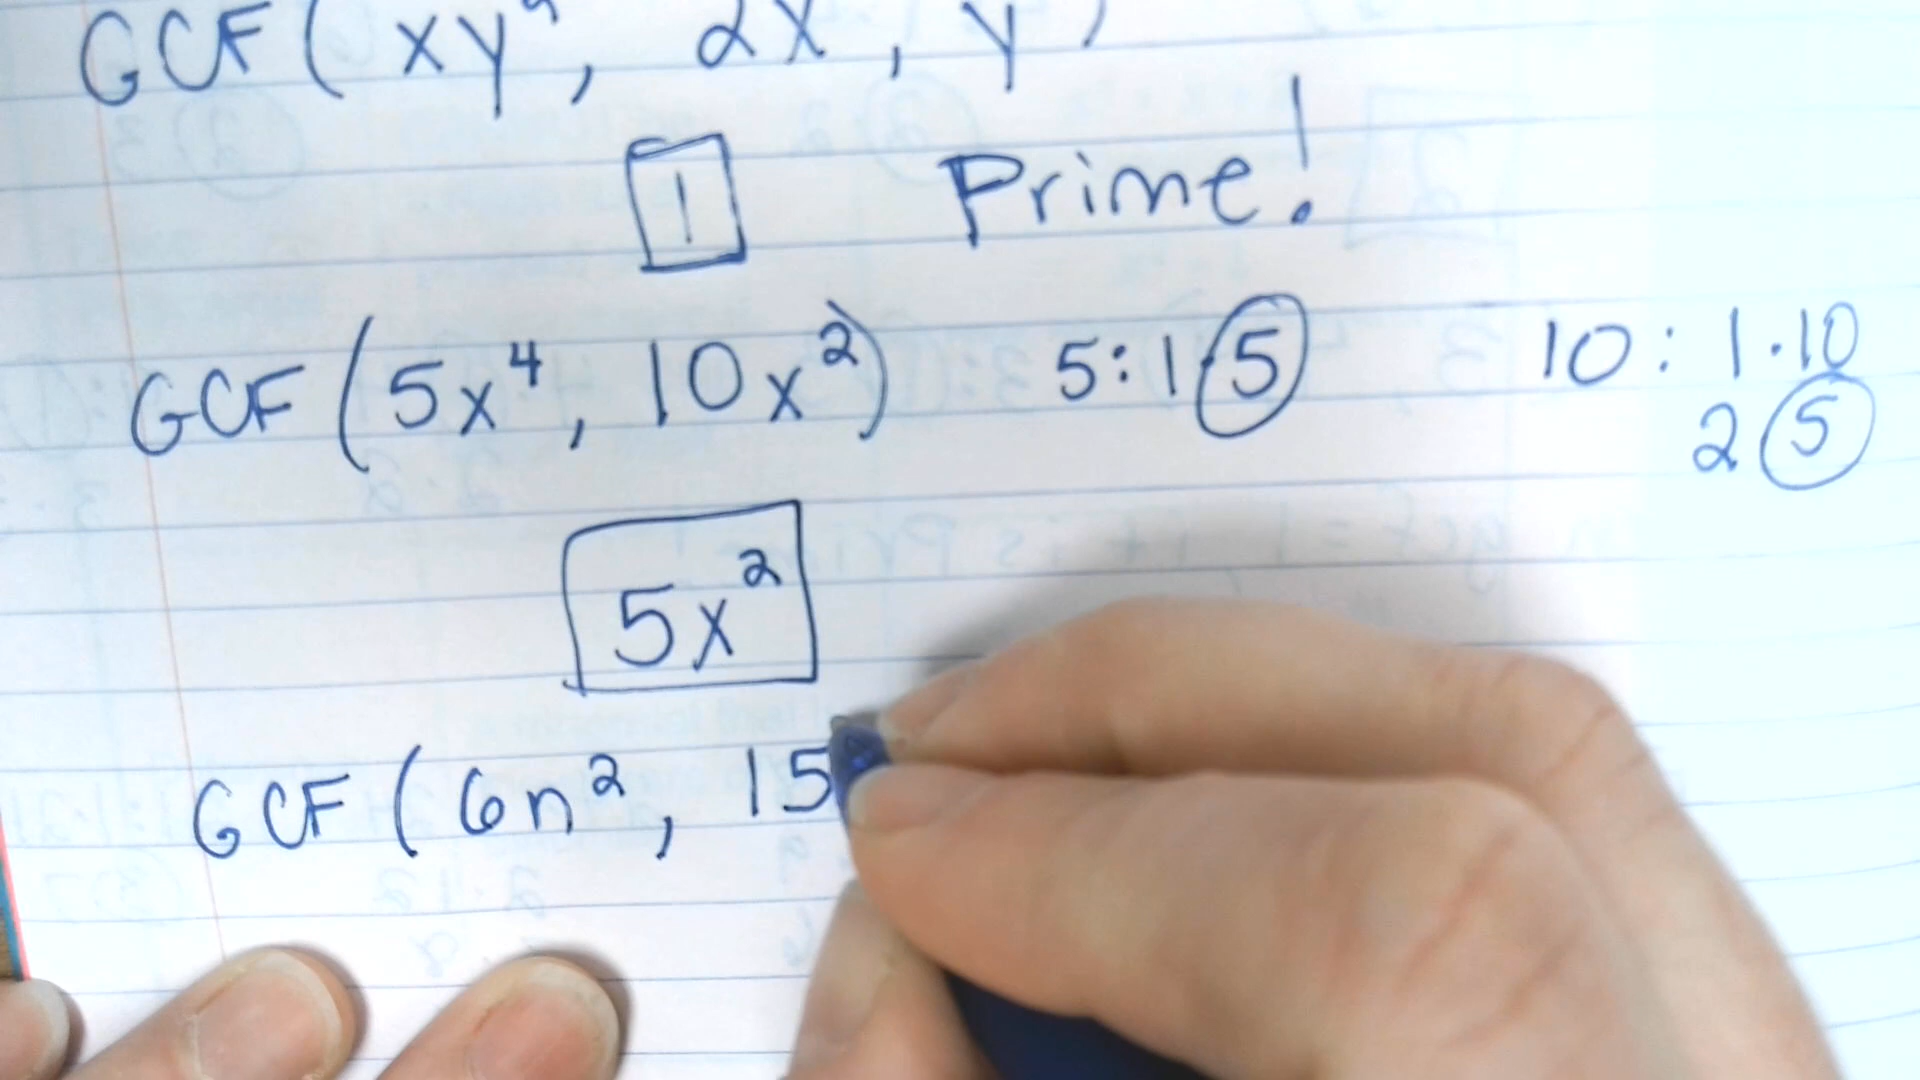 GCF( xy², 2x, y)
1 Prime!
GCF(5x⁴, 10x²) 5:1·5 10: 1·10
2 5
5x²
GCF(6n², 15